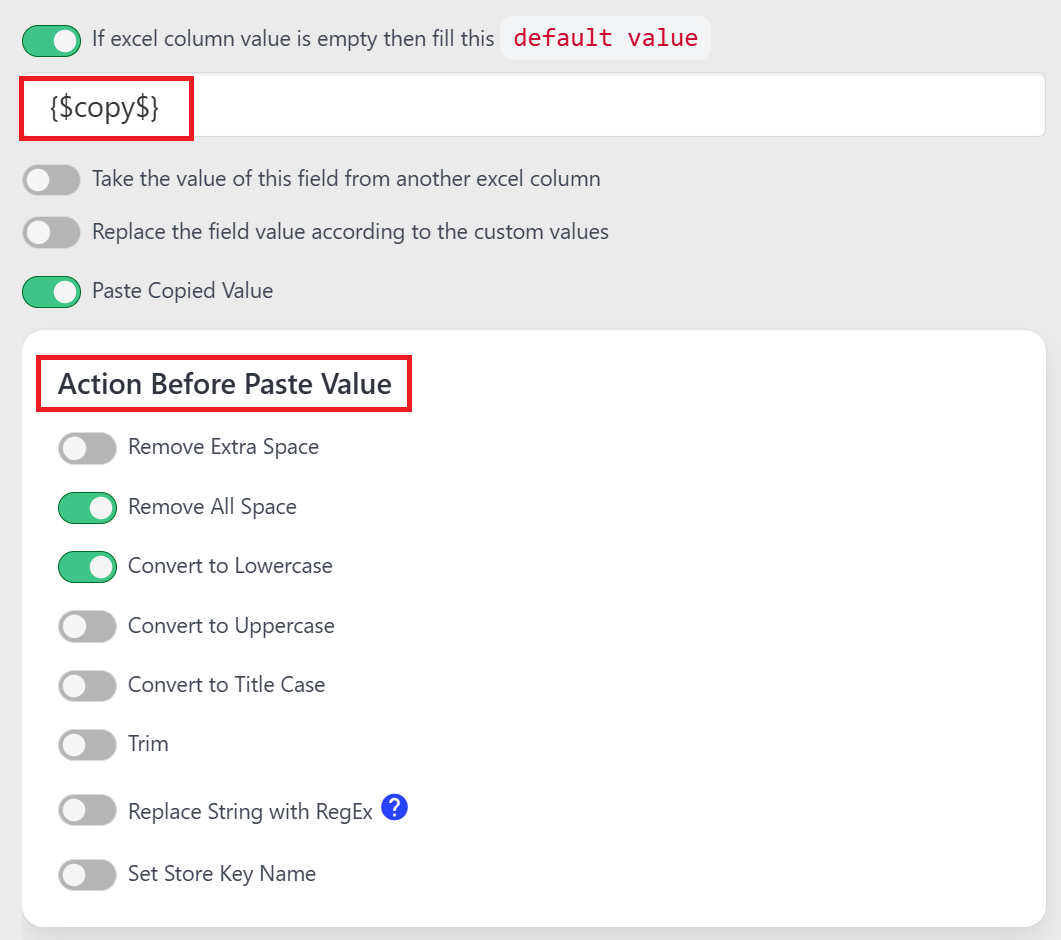 If excel column value is empty then fill this default value
{$copy$}
Take the value of this field from another excel column
Replace the field value according to the custom values
Paste Copied Value
Action Before Paste Value
Remove Extra Space
Remove All Space
Convert to Lowercase
Convert to Uppercase
Convert to Title Case
Trim
Replace String with RegEx ?
Set Store Key Name